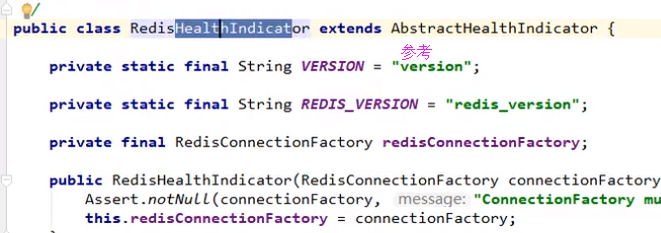 public class RedisHealthIndicator extends AbstractHealthIndicator {
参考
private static final String VERSION = "version";
private static final String REDIS_VERSION = "redis_version";
private final RedisConnectionFactory redisConnectionFactory;
public RedisHealthIndicator(RedisConnectionFactory connectionFactory
Assert.notNull(connectionFactory, message: "ConnectionFactory mu
this.redisConnectionFactory = connectionFactory;